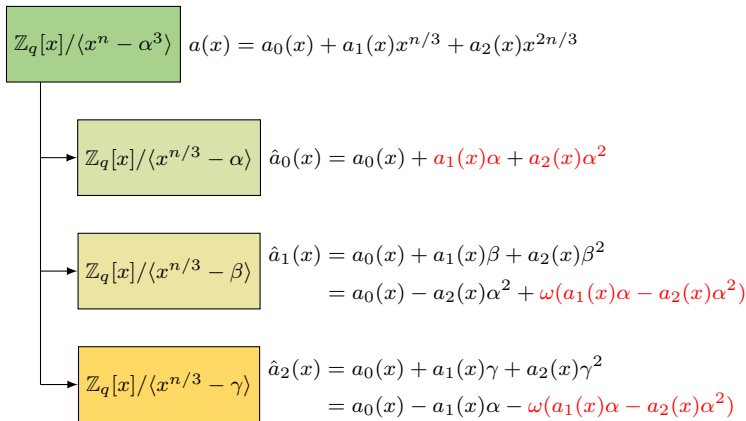 ℤ_q[x]/⟨x^n − α^3⟩ a(x) = a_0(x) + a_1(x)x^{n/3} + a_2(x)x^{2n/3}
ℤ_q[x]/⟨x^{n/3} − α⟩ â_0(x) = a_0(x) + a_1(x)α + a_2(x)α^2
ℤ_q[x]/⟨x^{n/3} − β⟩ â_1(x) = a_0(x) + a_1(x)β + a_2(x)β^2
= a_0(x) − a_2(x)α^2 + ω(a_1(x)α − a_2(x)α^2)
ℤ_q[x]/⟨x^{n/3} − γ⟩ â_2(x) = a_0(x) + a_1(x)γ + a_2(x)γ^2
= a_0(x) − a_1(x)α − ω(a_1(x)α − a_2(x)α^2)